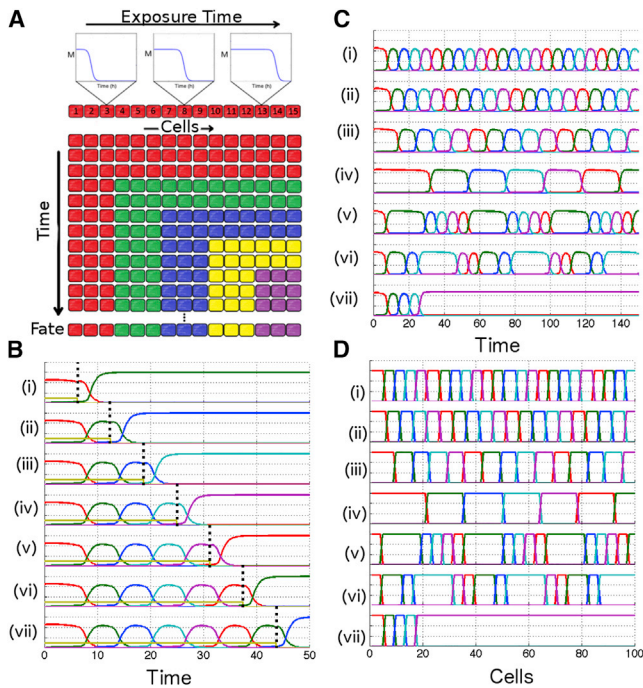 A
Exposure Time
M
M
M
Time (h)
Time (h)
Time (h)
1 2 3 4 5 6 7 8 9 10 11 12 13 14 15
Cells
Time
Fate
B
(i)
(ii)
(iii)
(iv)
(v)
(vi)
(vii)
0 10 20 30 40 50
Time
C
(i)
(ii)
(iii)
(iv)
(v)
(vi)
(vii)
0 20 40 60 80 100 120 140
Time
D
(i)
(ii)
(iii)
(iv)
(v)
(vi)
(vii)
0 20 40 60 80 100
Cells